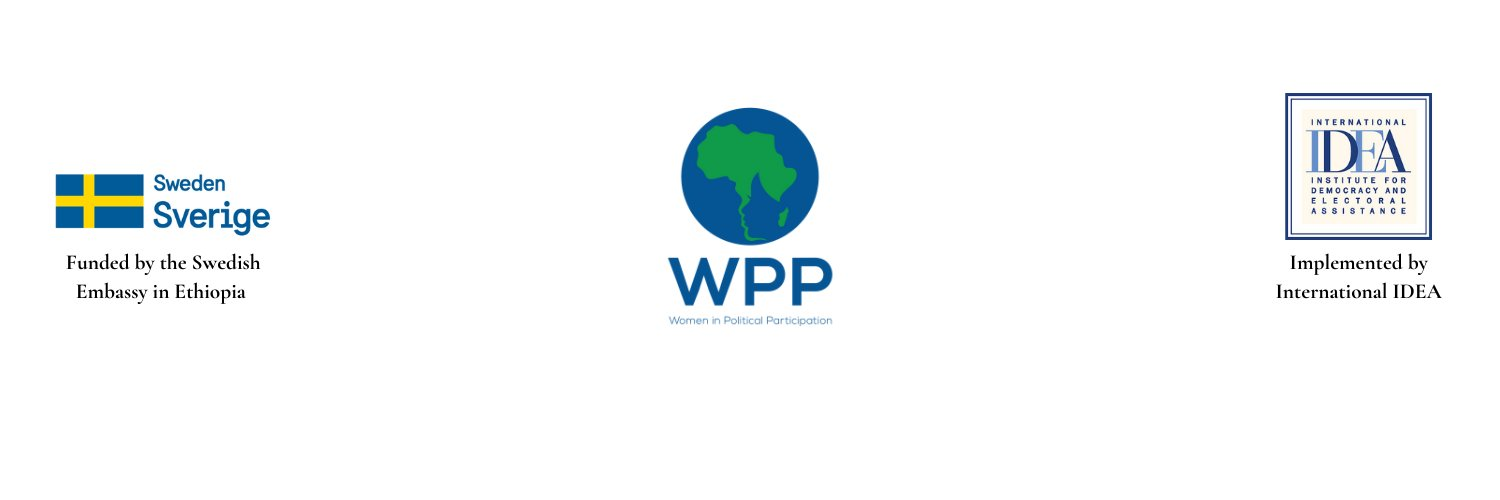 Sweden
Sverige
Funded by the Swedish
Embassy in Ethiopia
WPP
Women in Political Participation
INTERNATIONAL
IDEA
INSTITUTE FOR
DEMOCRACY AND
ELECTORAL
ASSISTANCE
Implemented by
International IDEA